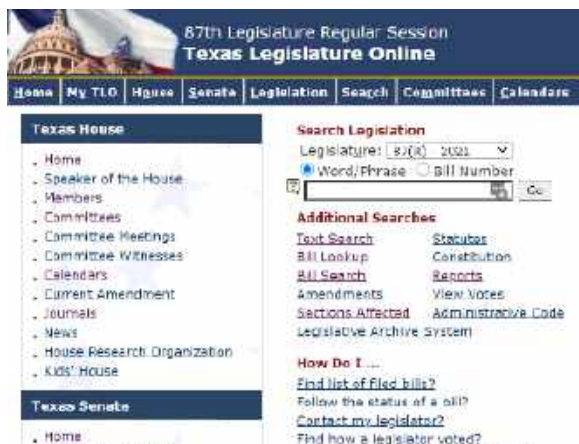 87th Legislature Regular Session
Texas Legislature Online
Home My TLO House Senate Legislation Search Committees Calendars
Texas House
Home
Speaker of the House
Members
Committees
Committee Meetings
Committee Witnesses
Calendars
Current Amendment
Journals
News
House Research Organization
Kids' House
Texas Senate
Home
Search Legislation
Legislature: 87(R) - 2021
Word/Phrase Bill Number
Go
Additional Searches
Text Search Statutes
Bill Lookup Constitution
Bill Search Reports
Amendments View Votes
Sections Affected Administrative Code
Legislative Archive System
How Do I ...
Find list of filed bills?
Follow the status of a bill?
Contact my legislator?
Find how a legislator voted?